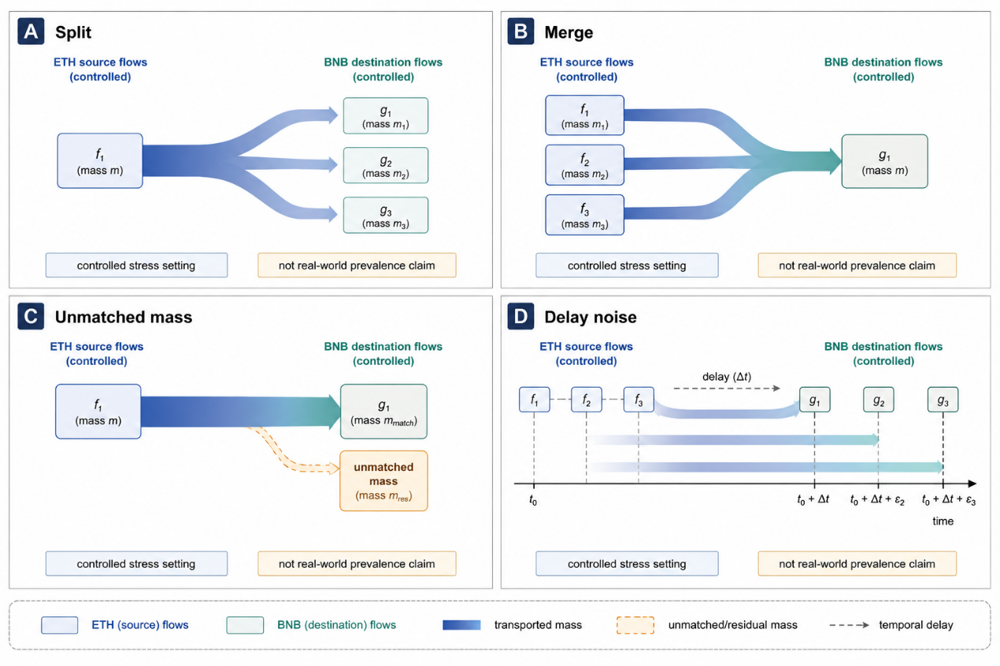 A Split
ETH source flows
(controlled)
BNB destination flows
(controlled)
f₁
(mass m)
g₁
(mass m₁)
g₂
(mass m₂)
g₃
(mass m₃)
controlled stress setting
not real-world prevalence claim
B Merge
ETH source flows
(controlled)
BNB destination flows
(controlled)
f₁
(mass m₁)
f₂
(mass m₂)
f₃
(mass m₃)
g₁
(mass m)
controlled stress setting
not real-world prevalence claim
C Unmatched mass
ETH source flows
(controlled)
BNB destination flows
(controlled)
f₁
(mass m)
g₁
(mass m_match)
unmatched
mass
(mass m_res)
controlled stress setting
not real-world prevalence claim
D Delay noise
ETH source flows
(controlled)
BNB destination flows
(controlled)
delay (Δt)
f₁ f₂ f₃ g₁ g₂ g₃
t₀ t₀ + Δt t₀ + Δt + ε₂ t₀ + Δt + ε₃
time
controlled stress setting
not real-world prevalence claim
ETH (source) flows BNB (destination) flows transported mass unmatched/residual mass temporal delay